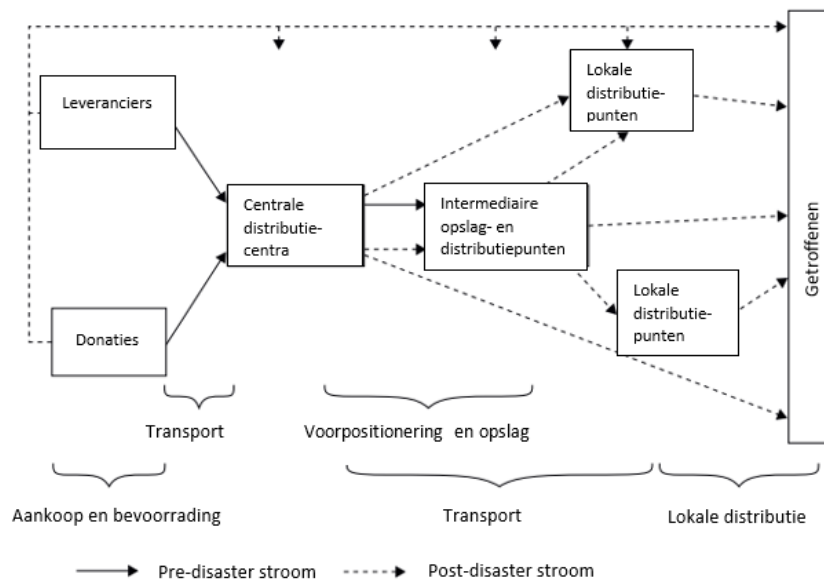 Leveranciers
Lokale
distributie-
punten
Centrale
distributie-
centra
Intermediaire
opslag- en
distributiepunten
Getroffenen
Donaties
Lokale
distributie-
punten
Transport
Voorpositionering en opslag
Aankoop en bevoorrading
Transport
Lokale distributie
Pre-disaster stroom
Post-disaster stroom